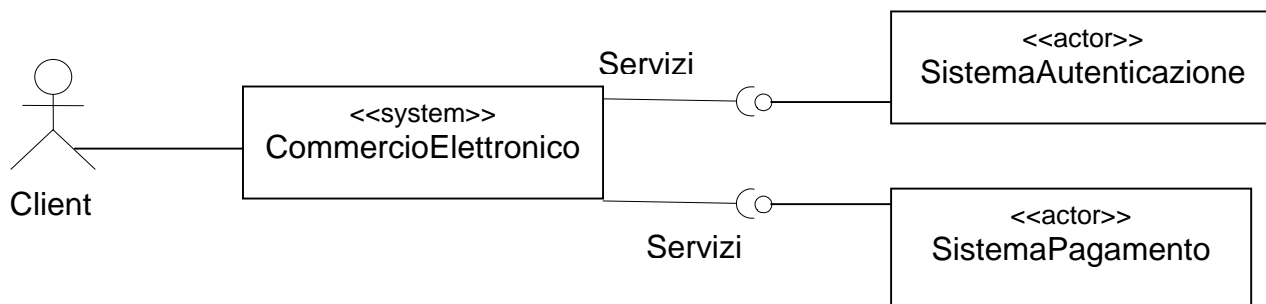 Client
<<system>>
CommercioElettronico
Servizi
<<actor>>
SistemaAutenticazione
Servizi
<<actor>>
SistemaPagamento